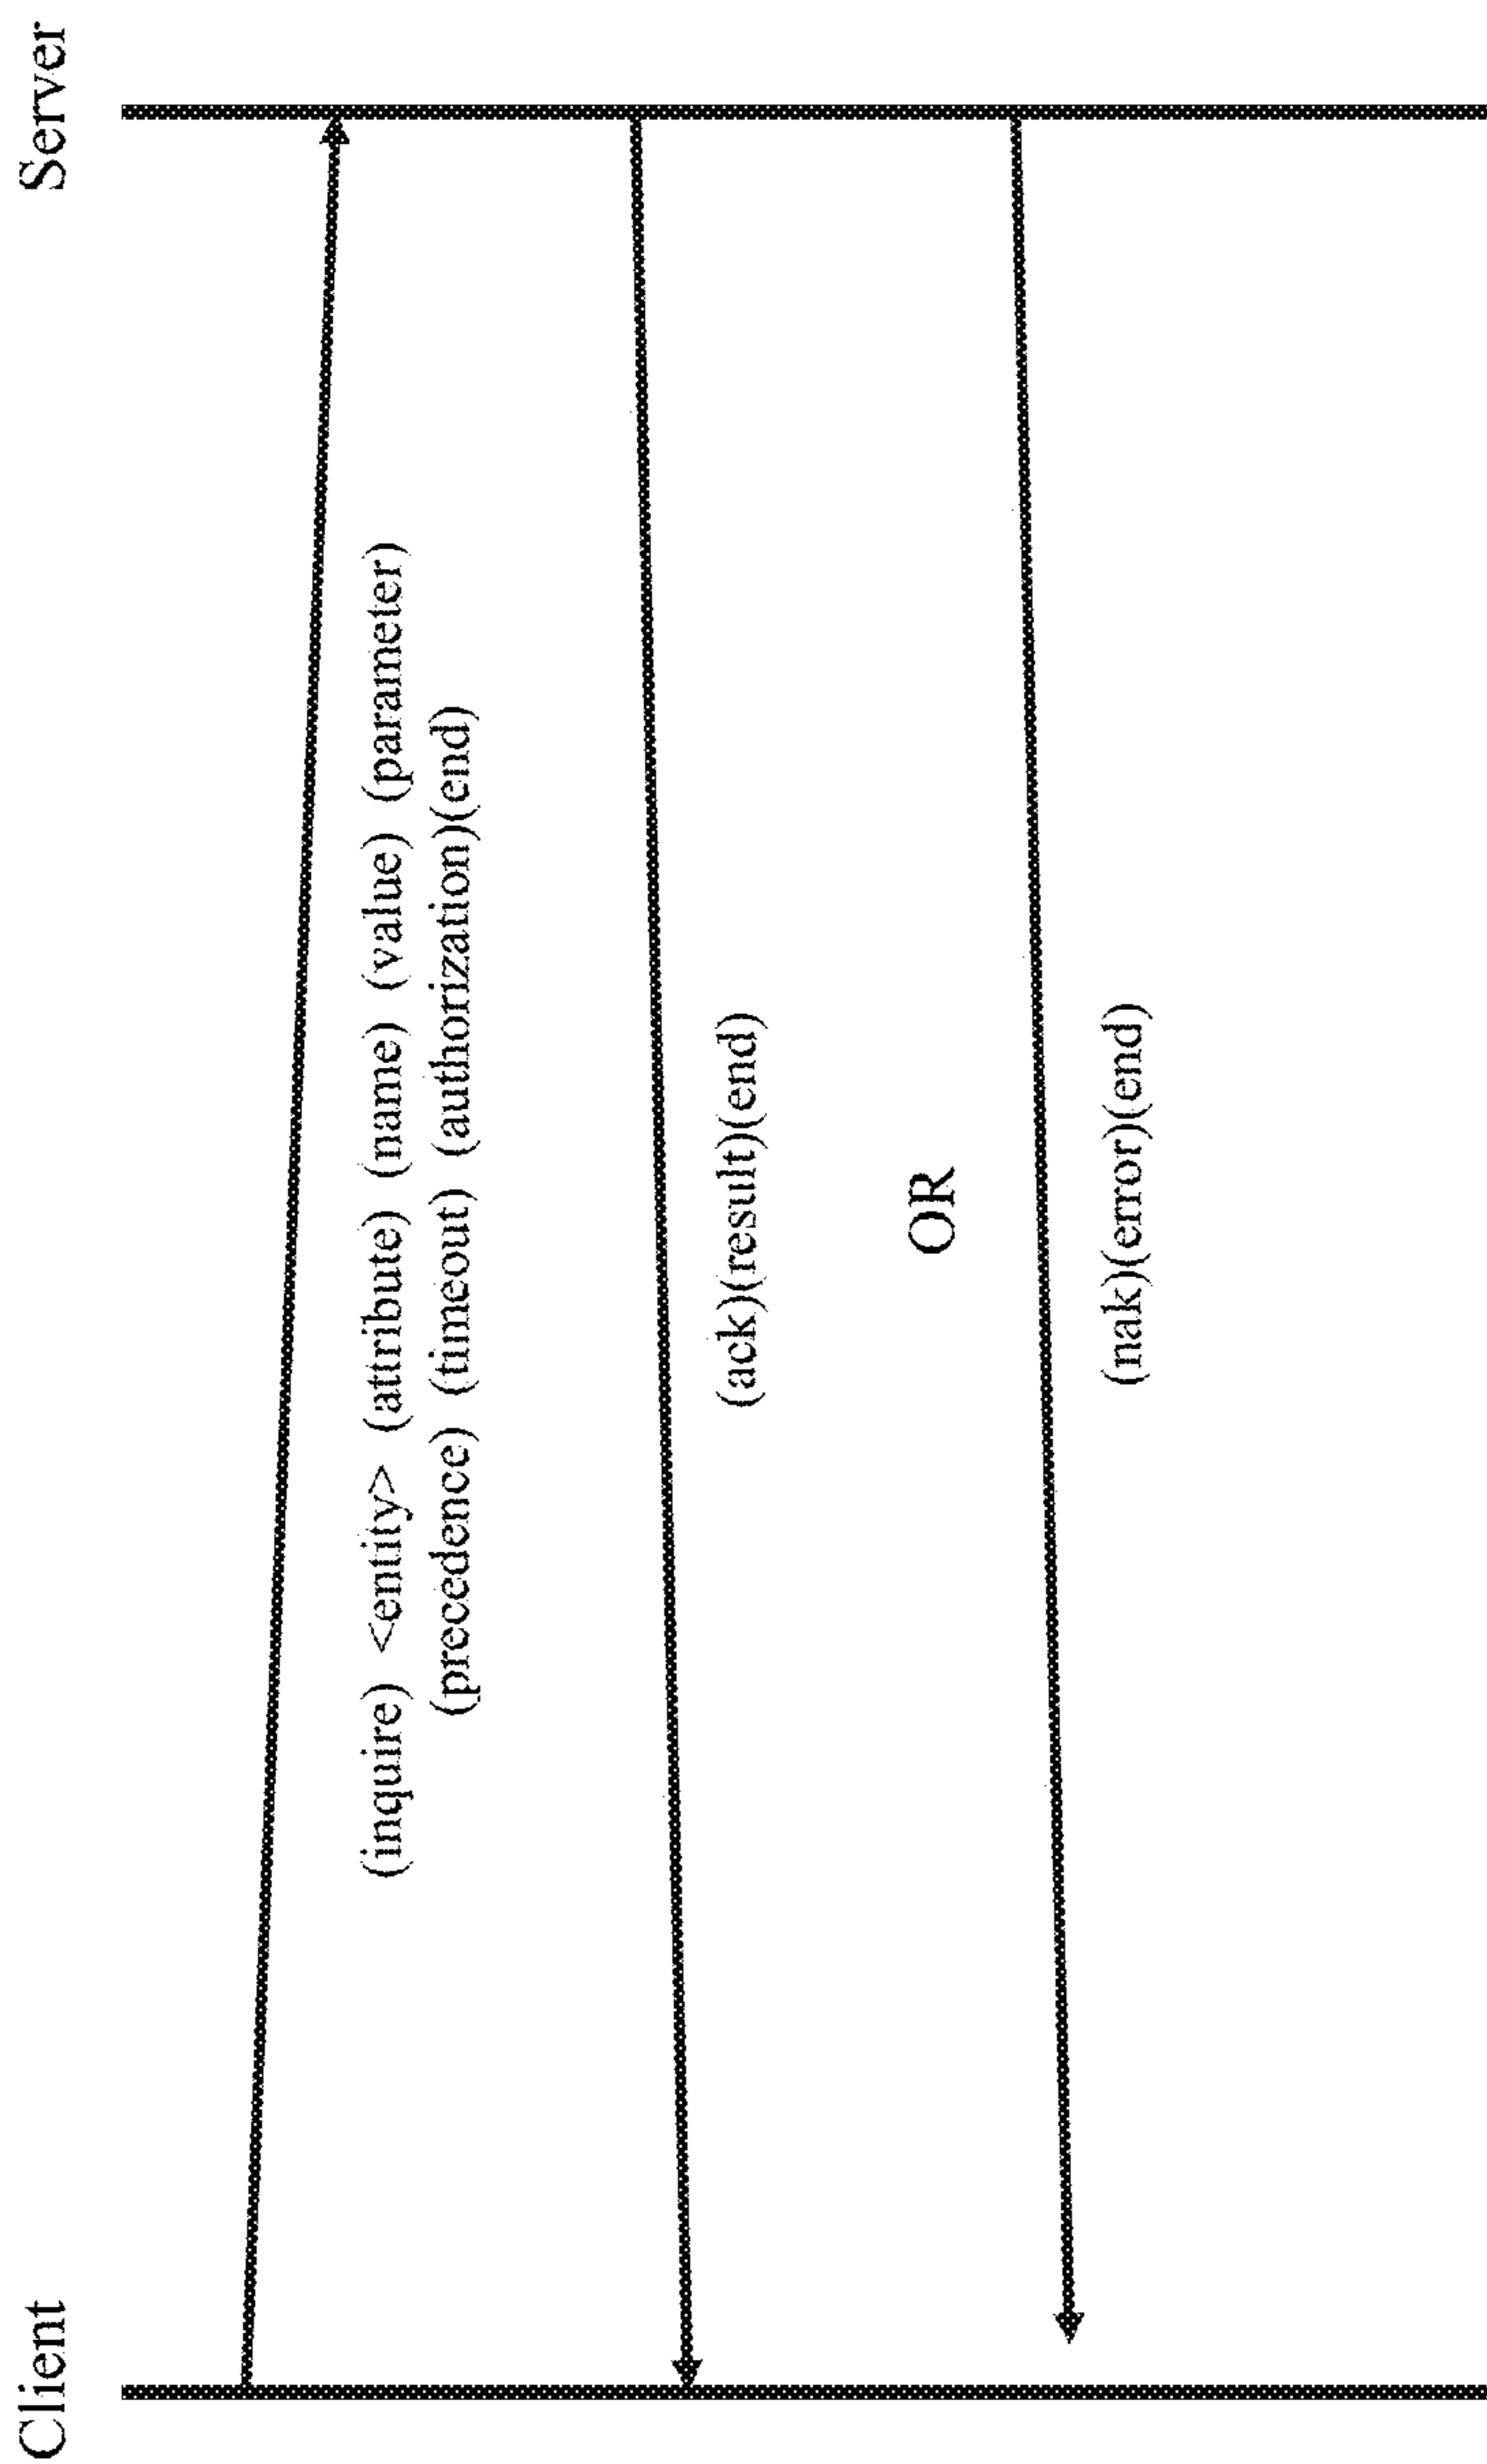 Client
Server
(inquire) <entity> (attribute) (name) (value) (parameter)
(precedence) (timeout) (authorization)(end)
(ack)(result)(end)
OR
(nak)(error)(end)